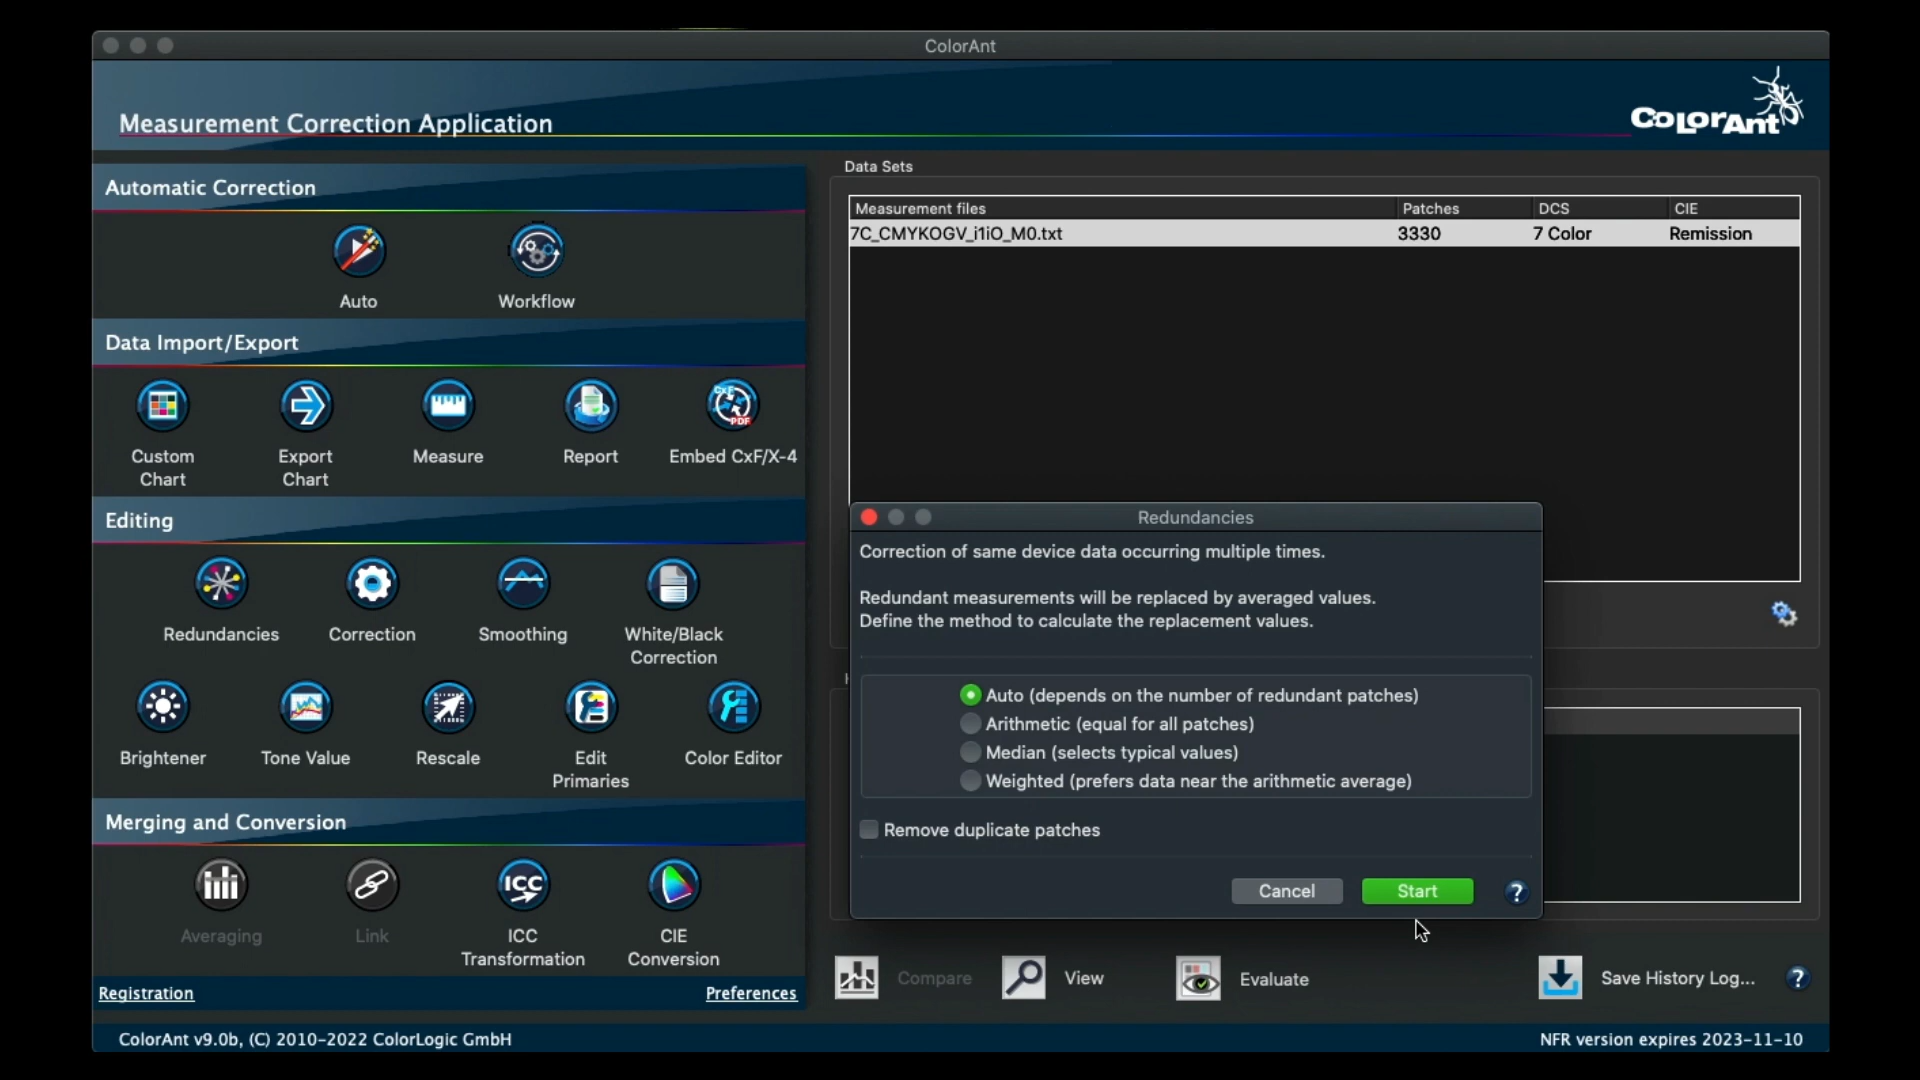 ColorAnt
Measurement Correction Application
ColorAnt
Automatic Correction
Auto
Workflow
Data Import/Export
Custom
Chart
Export
Chart
Measure
Report
CxF
PDF
Embed CxF/X-4
Editing
Redundancies
Correction
Smoothing
White/Black
Correction
Brightener
Tone Value
Rescale
Edit
Primaries
Color Editor
Merging and Conversion
Averaging
Link
ICC
ICC
Transformation
CIE
Conversion
Registration
Preferences
Data Sets
Measurement files Patches DCS CIE
7C_CMYKOGV_i1iO_M0.txt 3330 7 Color Remission
Redundancies
Correction of same device data occurring multiple times.
Redundant measurements will be replaced by averaged values.
Define the method to calculate the replacement values.
Auto (depends on the number of redundant patches)
Arithmetic (equal for all patches)
Median (selects typical values)
Weighted (prefers data near the arithmetic average)
Remove duplicate patches
Cancel
Start
?
Compare
View
Evaluate
Save History Log...
?
ColorAnt v9.0b, (C) 2010-2022 ColorLogic GmbH
NFR version expires 2023-11-10